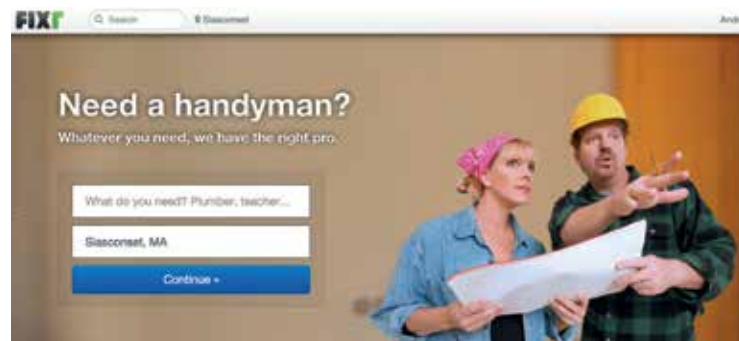 FIXr
Search
Siasconset
Andr
Need a handyman?
Whatever you need, we have the right pro.
What do you need? Plumber, teacher...
Siasconset, MA
Continue »